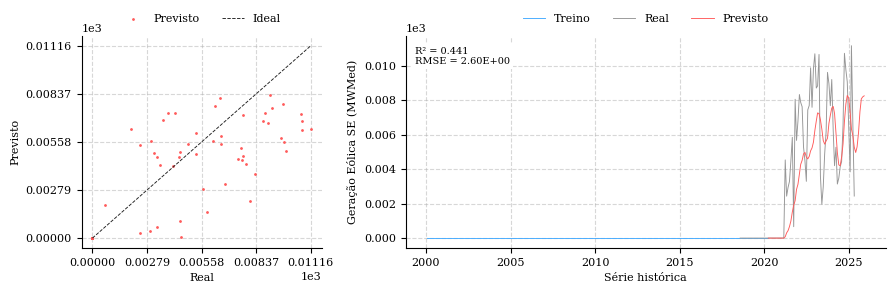 Previsto Ideal
1e3
0.01116
0.00837
0.00558
0.00279
0.00000
Previsto
0.00000 0.00279 0.00558 0.00837 0.01116
1e3
Real
Treino Real Previsto
1e3
R² = 0.441
RMSE = 2.60E+00
0.010
0.008
0.006
0.004
0.002
0.000
Geração Eólica SE (MWMed)
2000 2005 2010 2015 2020 2025
Série histórica